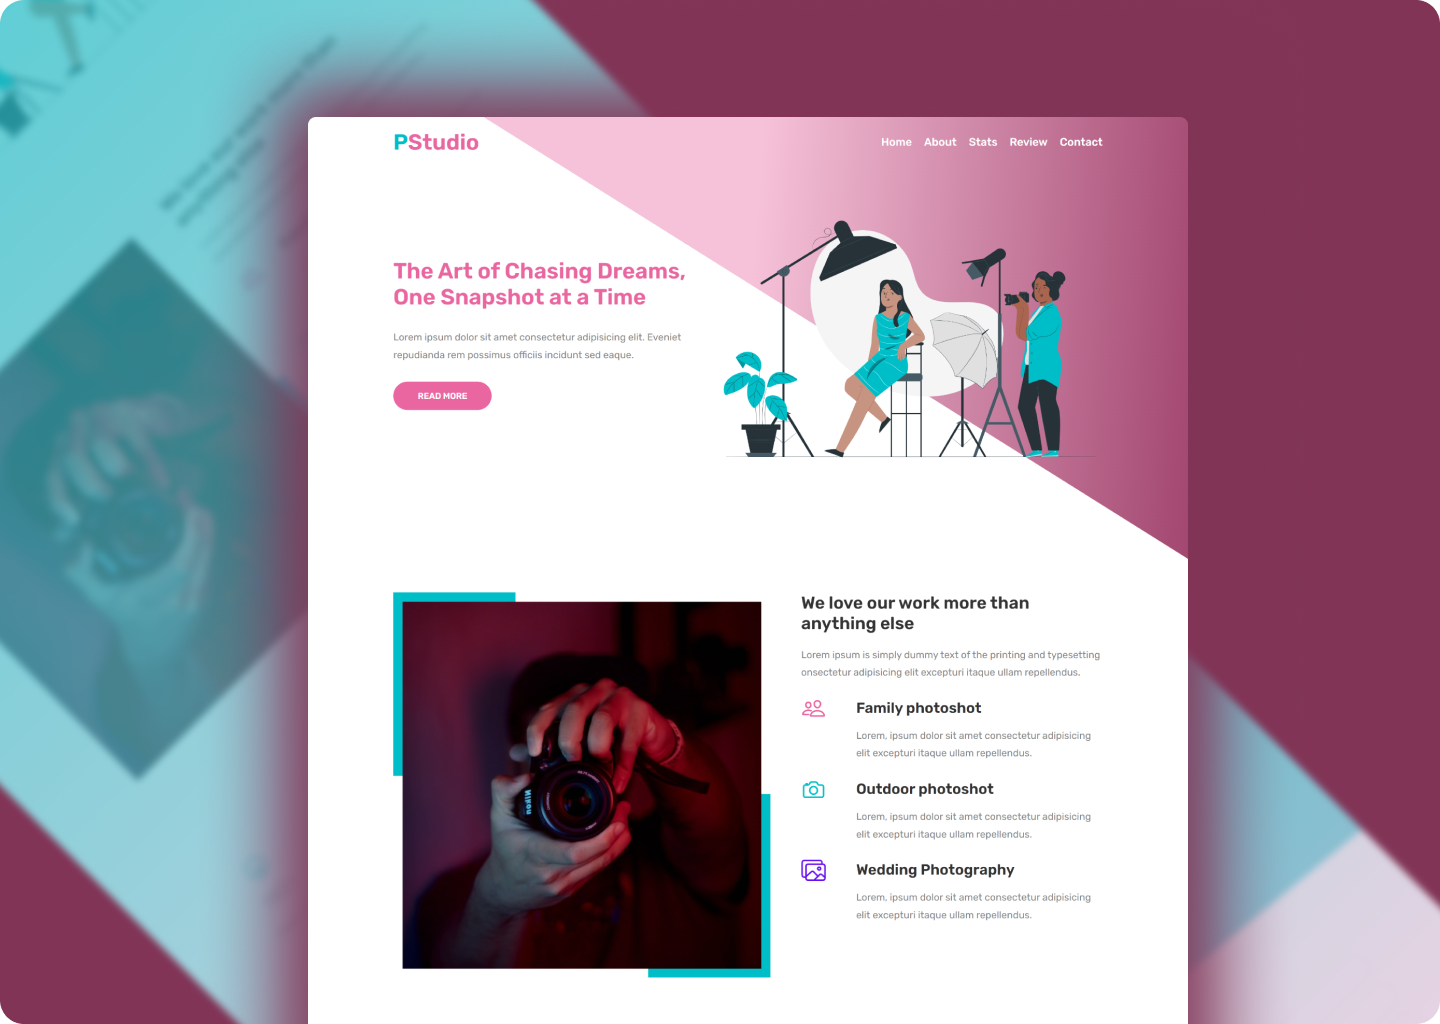 PStudio
Home About Stats Review Contact
The Art of Chasing Dreams,
One Snapshot at a Time
Lorem ipsum dolor sit amet consectetur adipisicing elit. Eveniet
repudianda rem possimus officiis incidunt sed eaque.
READ MORE
Nikon
We love our work more than
anything else
Lorem ipsum is simply dummy text of the printing and typesetting
onsectetur adipisicing elit excepturi itaque ullam repellendus.
Family photoshot
Lorem, ipsum dolor sit amet consectetur adipisicing
elit excepturi itaque ullam repellendus.
Outdoor photoshot
Lorem, ipsum dolor sit amet consectetur adipisicing
elit excepturi itaque ullam repellendus.
Wedding Photography
Lorem, ipsum dolor sit amet consectetur adipisicing
elit excepturi itaque ullam repellendus.